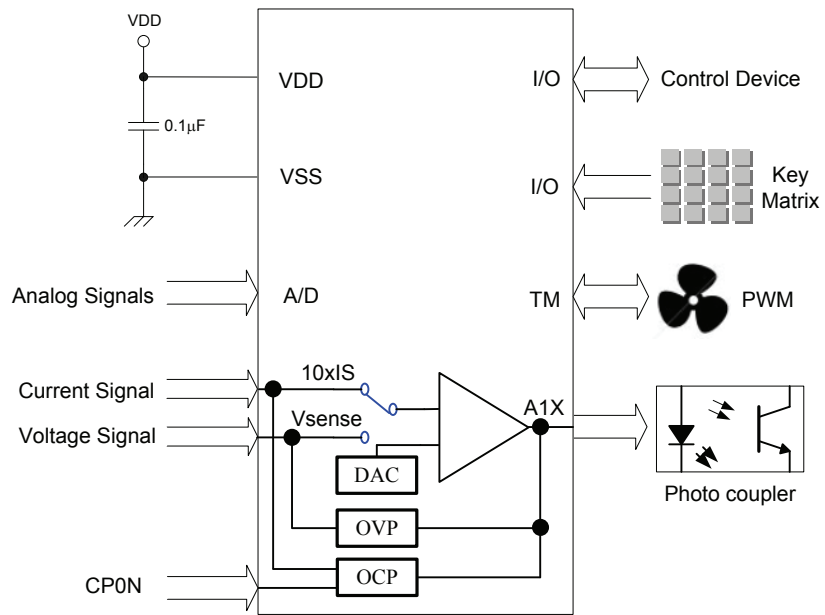 VDD
VDD
I/O
Control Device
0.1µF
VSS
I/O
Key
Matrix
Analog Signals
A/D
TM
PWM
Current Signal
10xIS
A1X
Voltage Signal
Vsense
DAC
Photo coupler
OVP
CP0N
OCP